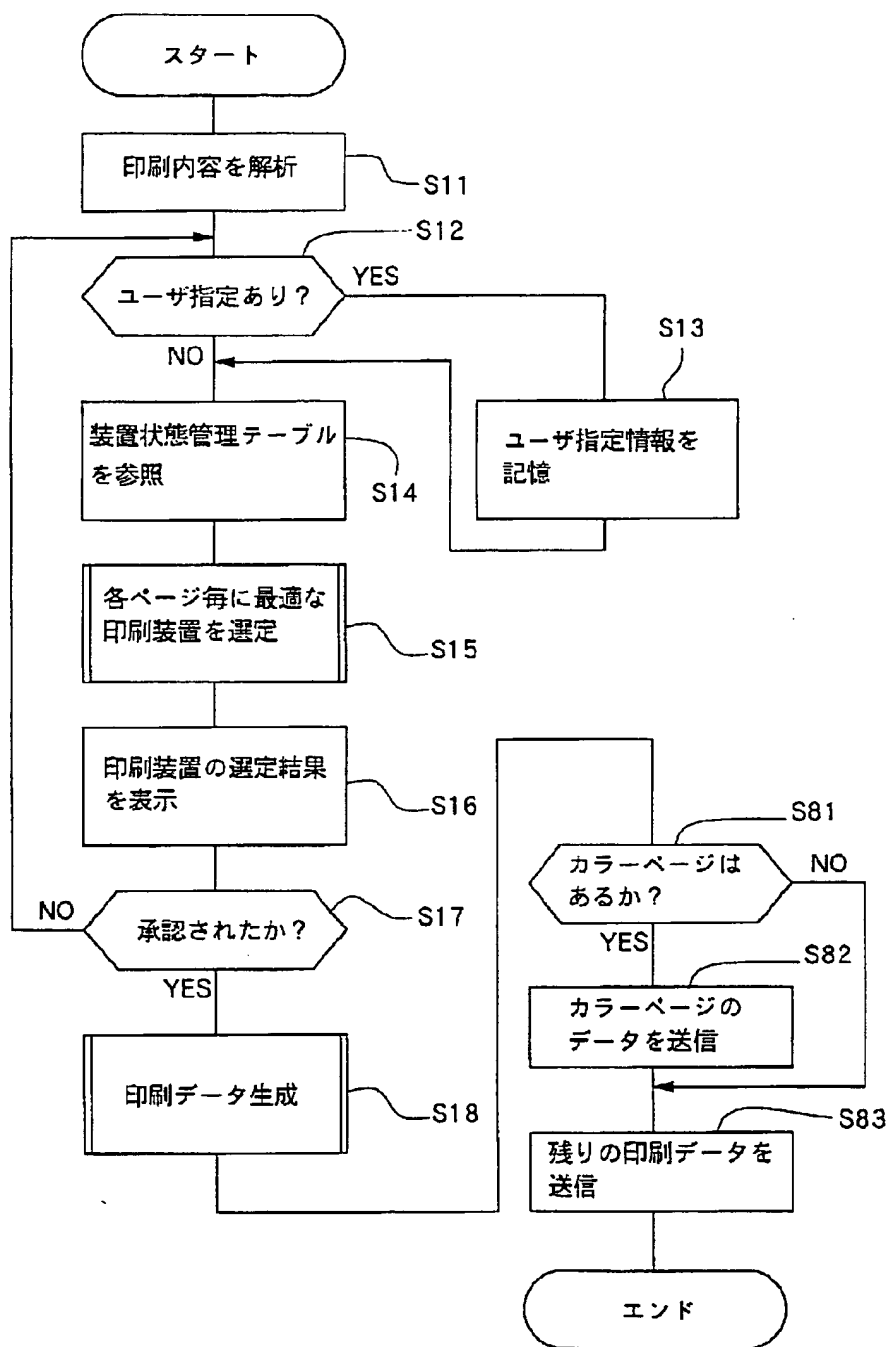 スタート
印刷内容を解析
S11
S12
ユーザ指定あり？
YES
NO
S13
ユーザ指定情報を
記憶
装置状態管理テーブル
を参照
S14
各ページ毎に最適な
印刷装置を選定
S15
印刷装置の選定結果
を表示
S16
NO
承認されたか？
S17
YES
印刷データ生成
S18
S81
カラーページは
あるか？
NO
YES
S82
カラーページの
データを送信
S83
残りの印刷データを
送信
エンド